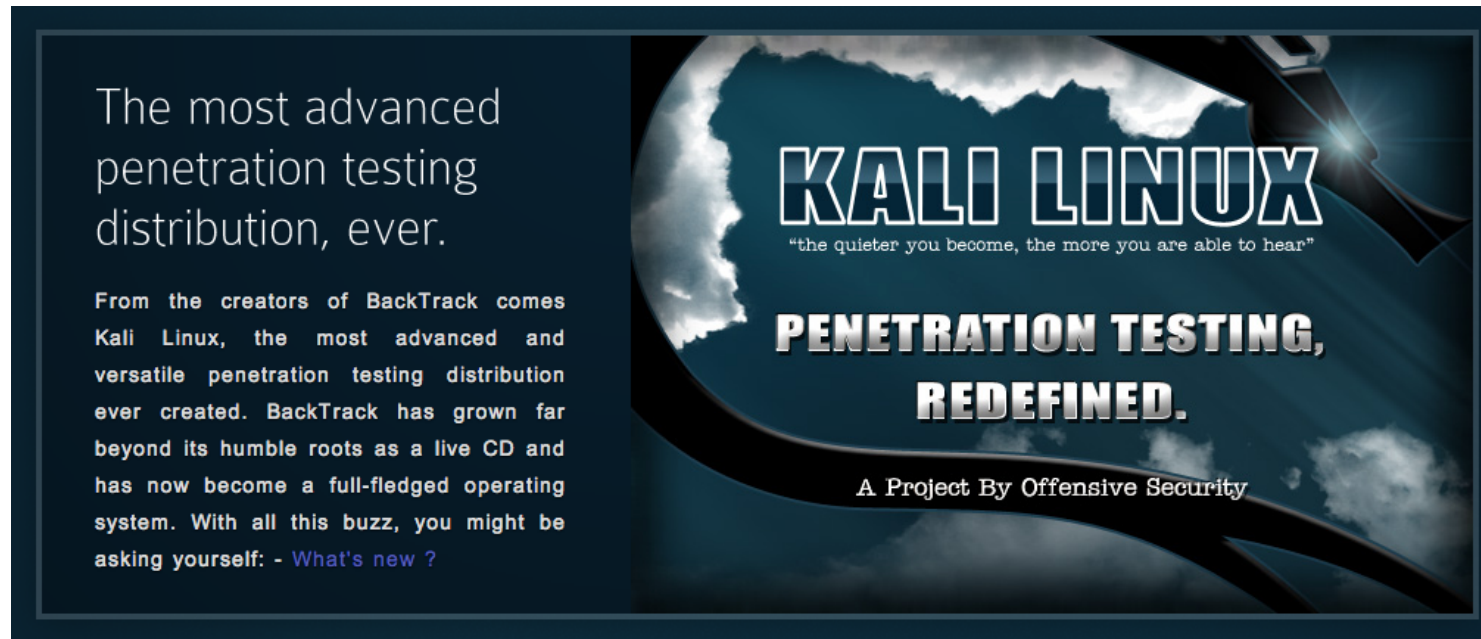 The most advanced
penetration testing
distribution, ever.
From the creators of BackTrack comes
Kali Linux, the most advanced and
versatile penetration testing distribution
ever created. BackTrack has grown far
beyond its humble roots as a live CD and
has now become a full-fledged operating
system. With all this buzz, you might be
asking yourself: - What's new ?
KALI LINUX
“the quieter you become, the more you are able to hear”
PENETRATION TESTING,
REDEFINED.
A Project By Offensive Security